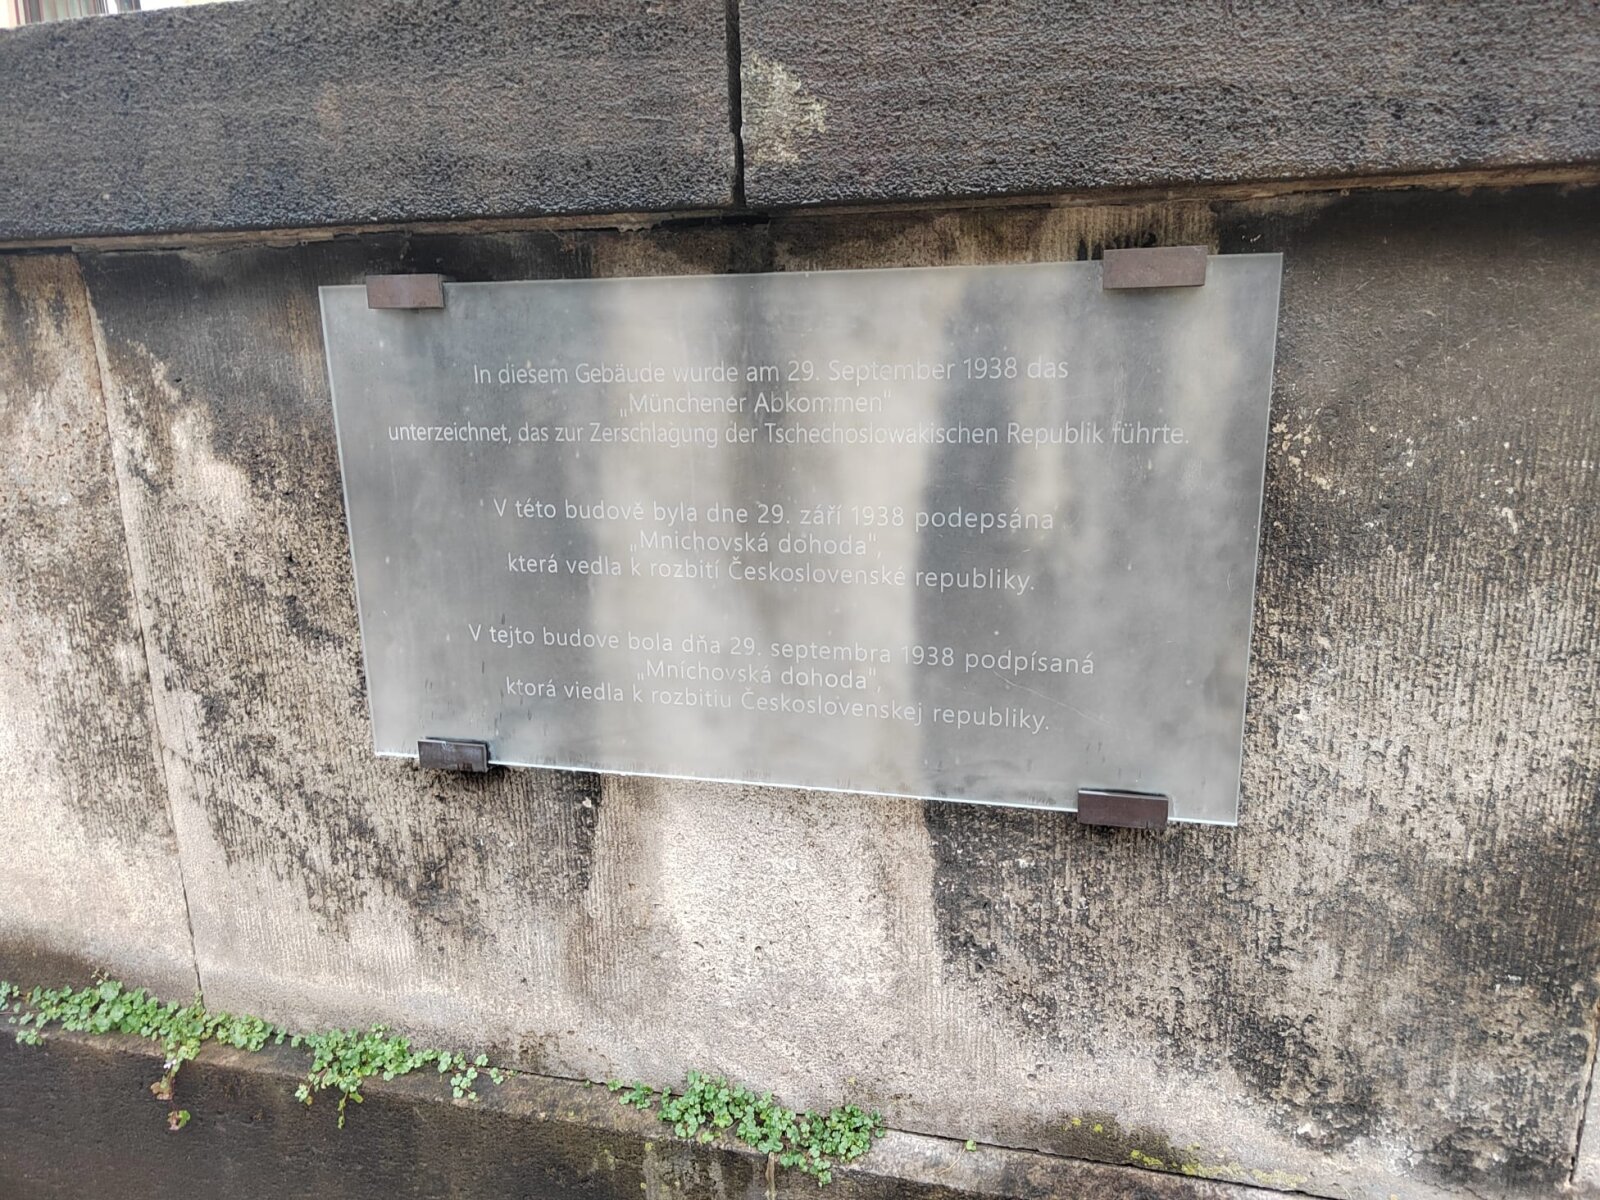 In diesem Gebäude wurde am 29. September 1938 das
„Münchener Abkommen"
unterzeichnet, das zur Zerschlagung der Tschechoslowakischen Republik führte.
V této budově byla dne 29. září 1938 podepsána
„Mnichovská dohoda",
která vedla k rozbití Československé republiky.
V tejto budove bola dňa 29. septembra 1938 podpísaná
„Mníchovská dohoda",
ktorá viedla k rozbitiu Československej republiky.